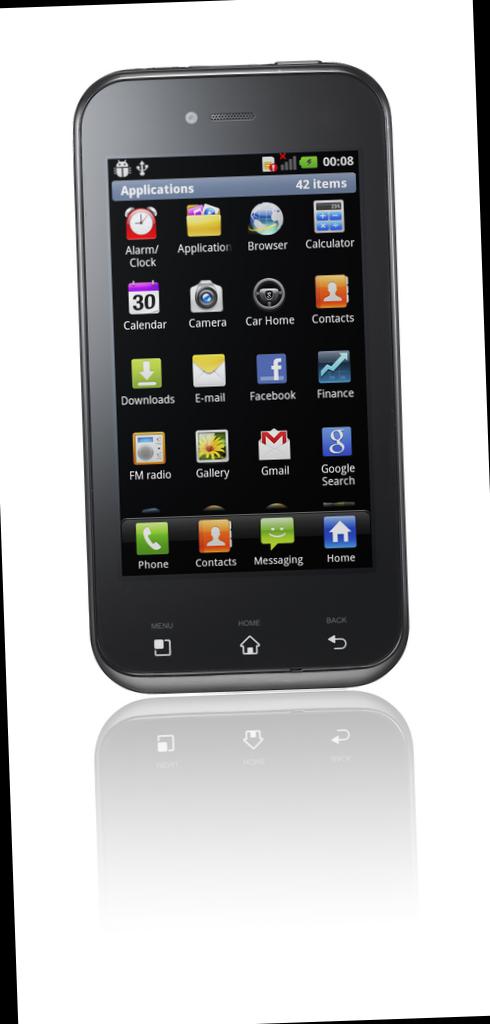 00:08
Applications 42 items
Alarm/ Clock
Application
Browser
Calculator
30
Calendar
Camera
Car Home
Contacts
Downloads
E-mail
Facebook
Finance
FM radio
Gallery
Gmail
Google Search
Phone
Contacts
Messaging
Home
MENU
HOME
BACK